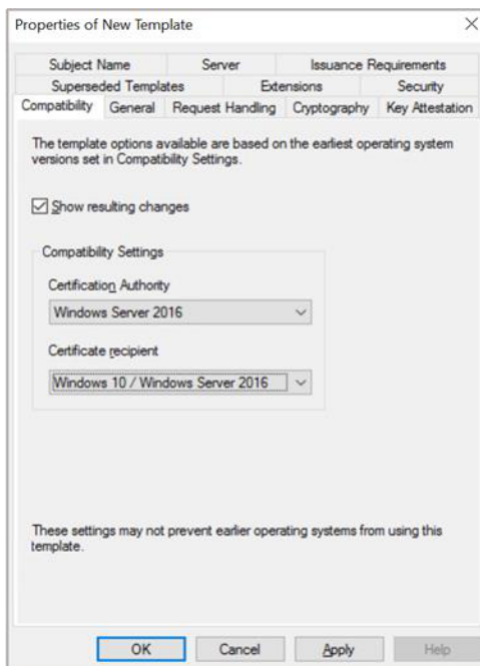 Properties of New Template
Subject Name Server Issuance Requirements
Superseded Templates Extensions Security
Compatibility General Request Handling Cryptography Key Attestation
The template options available are based on the earliest operating system
versions set in Compatibility Settings.
Show resulting changes
Compatibility Settings
Certification Authority
Windows Server 2016
Certificate recipient
Windows 10 / Windows Server 2016
These settings may not prevent earlier operating systems from using this
template.
OK Cancel Apply Help